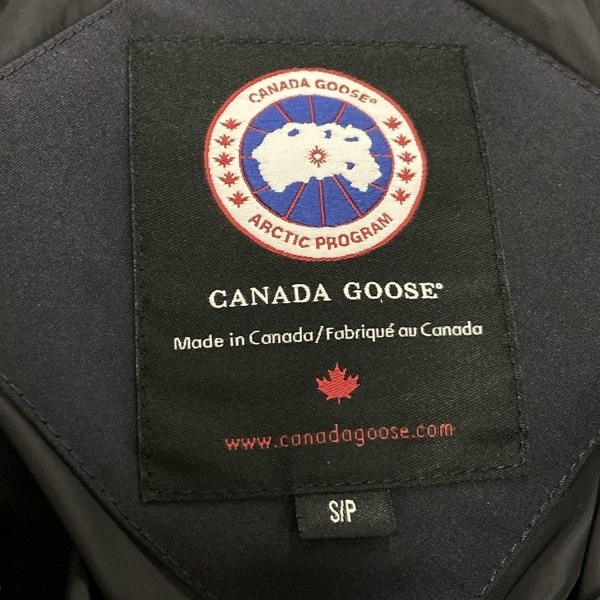 CANADA GOOSE®
ARCTIC PROGRAM
CANADA GOOSE®
Made in Canada/Fabriqué au Canada
www.canadagoose.com
S/P